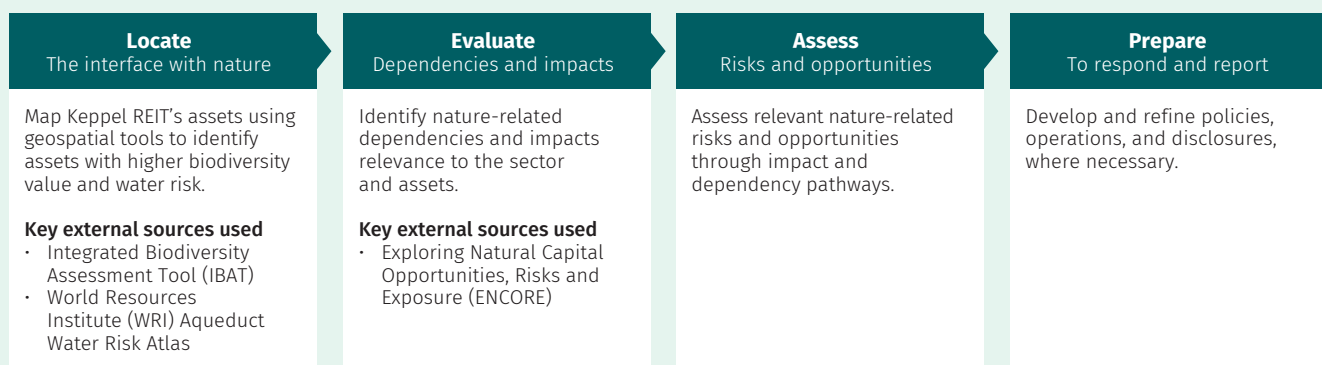 Locate
The interface with nature
Map Keppel REIT’s assets using
geospatial tools to identify
assets with higher biodiversity
value and water risk.
Key external sources used
• Integrated Biodiversity
Assessment Tool (IBAT)
• World Resources
Institute (WRI) Aqueduct
Water Risk Atlas
Evaluate
Dependencies and impacts
Identify nature-related
dependencies and impacts
relevance to the sector
and assets.
Key external sources used
• Exploring Natural Capital
Opportunities, Risks and
Exposure (ENCORE)
Assess
Risks and opportunities
Assess relevant nature-related
risks and opportunities
through impact and
dependency pathways.
Prepare
To respond and report
Develop and refine policies,
operations, and disclosures,
where necessary.